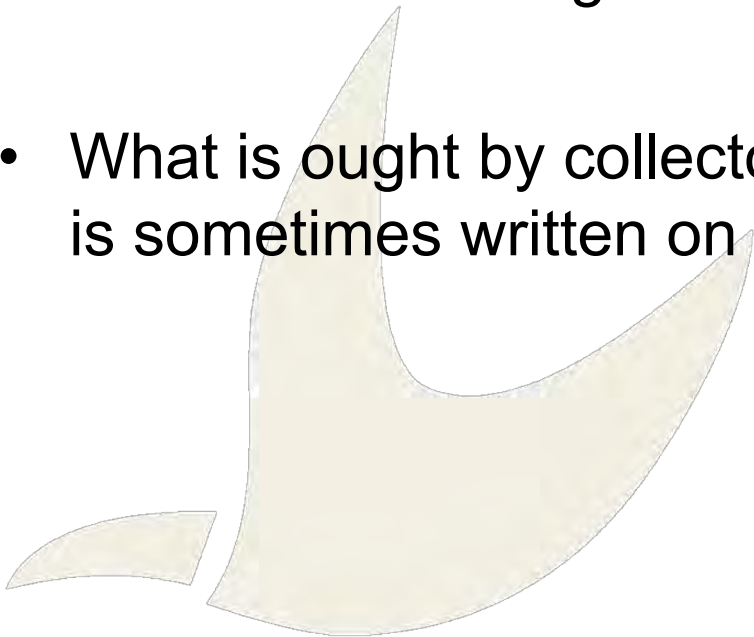 • What is ought by collecto
is sometimes written on